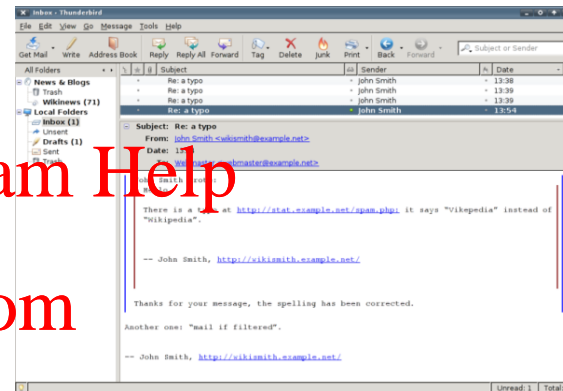 Inbox - Thunderbird
File Edit View Go Message Tools Help
Get Mail Write Address Book Reply Reply All Forward Tag Delete Junk Print Back Forward Subject or Sender
All Folders Subject Sender Date
News & Blogs
Trash
Wikinews (71)
Local Folders
Inbox (1)
Unsent
Drafts (1)
Sent
Trash
Re: a typo John Smith 13:38
Re: a typo John Smith 13:39
Re: a typo John Smith 13:39
Re: a typo John Smith 13:54
Subject: Re: a typo
From: John Smith <wikismith@example.net>
Date:
To: Webmaster <webmaster@example.net>
am Help
om
John Smith wrote:
There is a typo at http://stat.example.net/spam.php: it says "Vikepedia" instead of
"Wikipedia".
-- John Smith, http://wikismith.example.net/
Thanks for your message, the spelling has been corrected.
Another one: "mail if filtered".
-- John Smith, http://wikismith.example.net/
Unread: 1 Total: